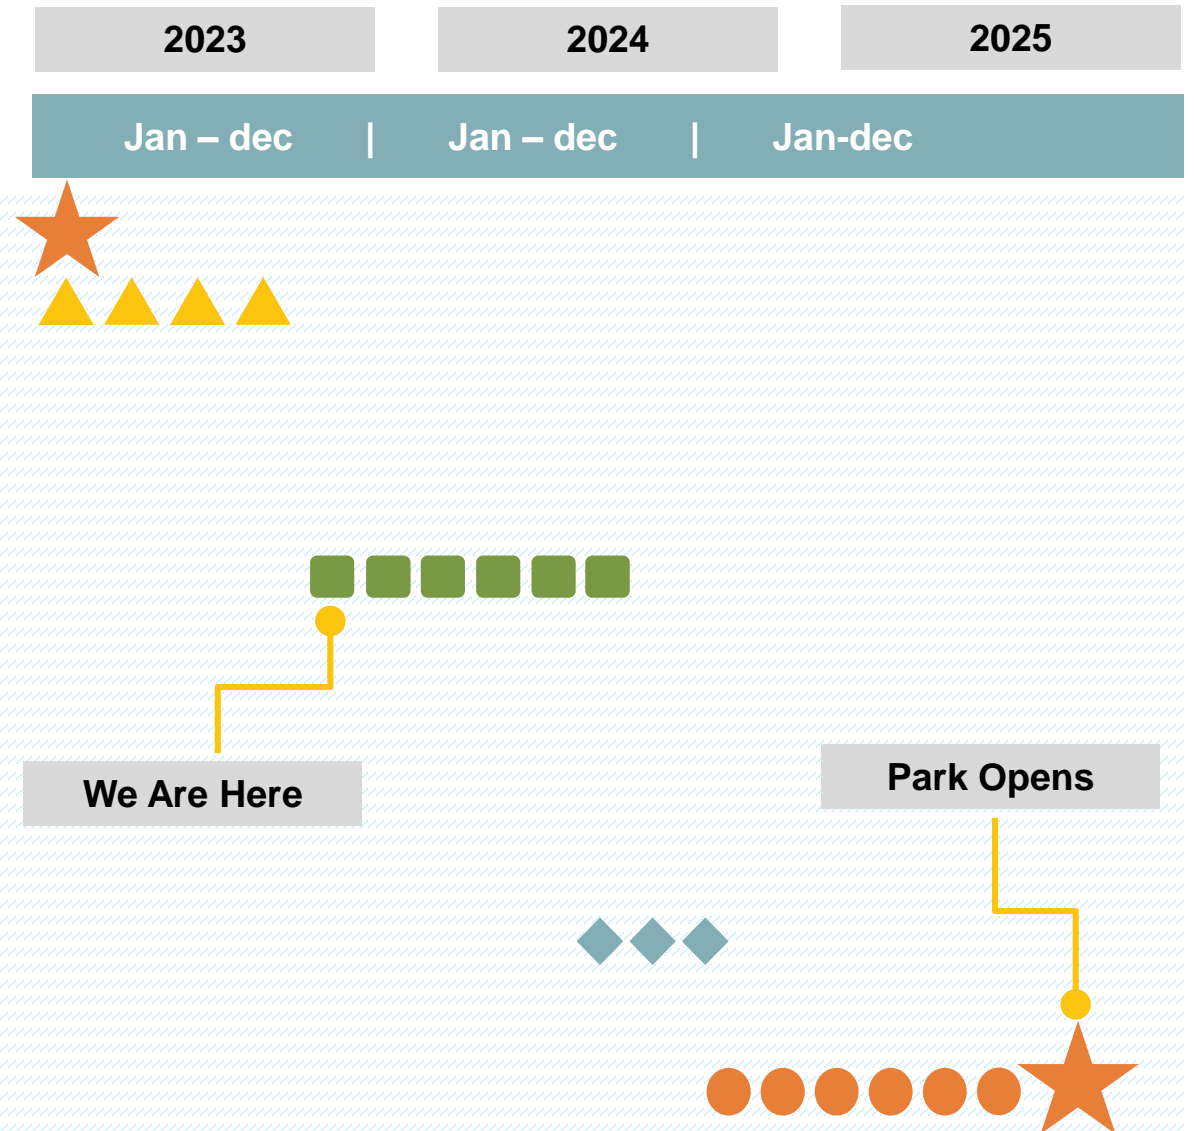 2023 2024 2025
Jan – dec | Jan – dec | Jan-dec
We Are Here
Park Opens